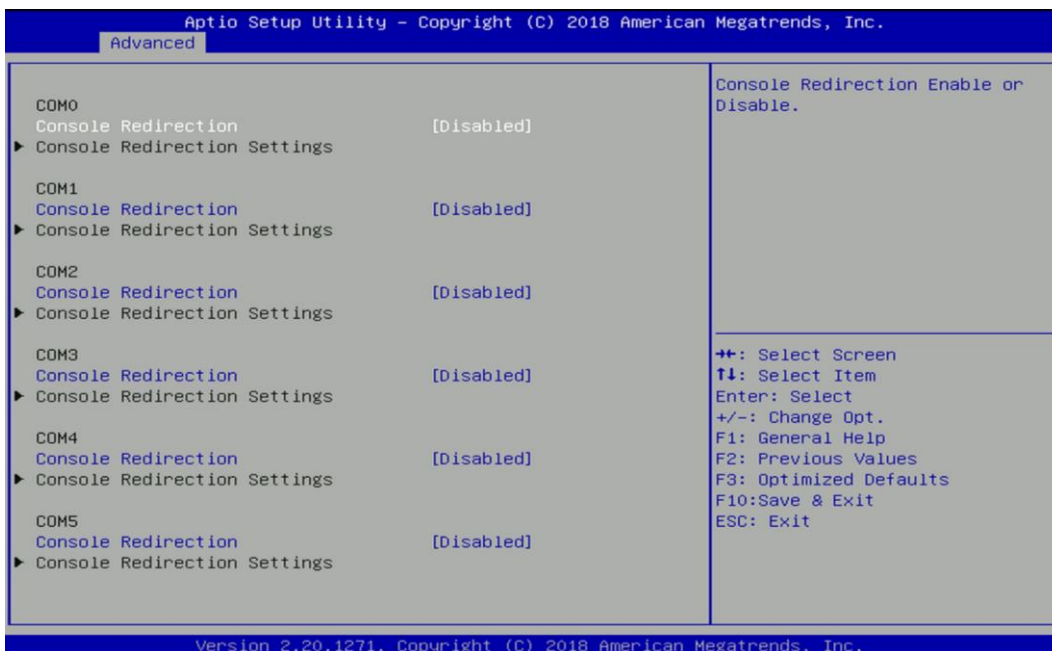 Aptio Setup Utility – Copyright (C) 2018 American Megatrends, Inc.
Advanced
COM0
Console Redirection [Disabled]
▶ Console Redirection Settings
COM1
Console Redirection [Disabled]
▶ Console Redirection Settings
COM2
Console Redirection [Disabled]
▶ Console Redirection Settings
COM3
Console Redirection [Disabled]
▶ Console Redirection Settings
COM4
Console Redirection [Disabled]
▶ Console Redirection Settings
COM5
Console Redirection [Disabled]
▶ Console Redirection Settings
Console Redirection Enable or
Disable.
→←: Select Screen
↑↓: Select Item
Enter: Select
+/-: Change Opt.
F1: General Help
F2: Previous Values
F3: Optimized Defaults
F10:Save & Exit
ESC: Exit
Version 2.20.1271. Copyright (C) 2018 American Megatrends, Inc.